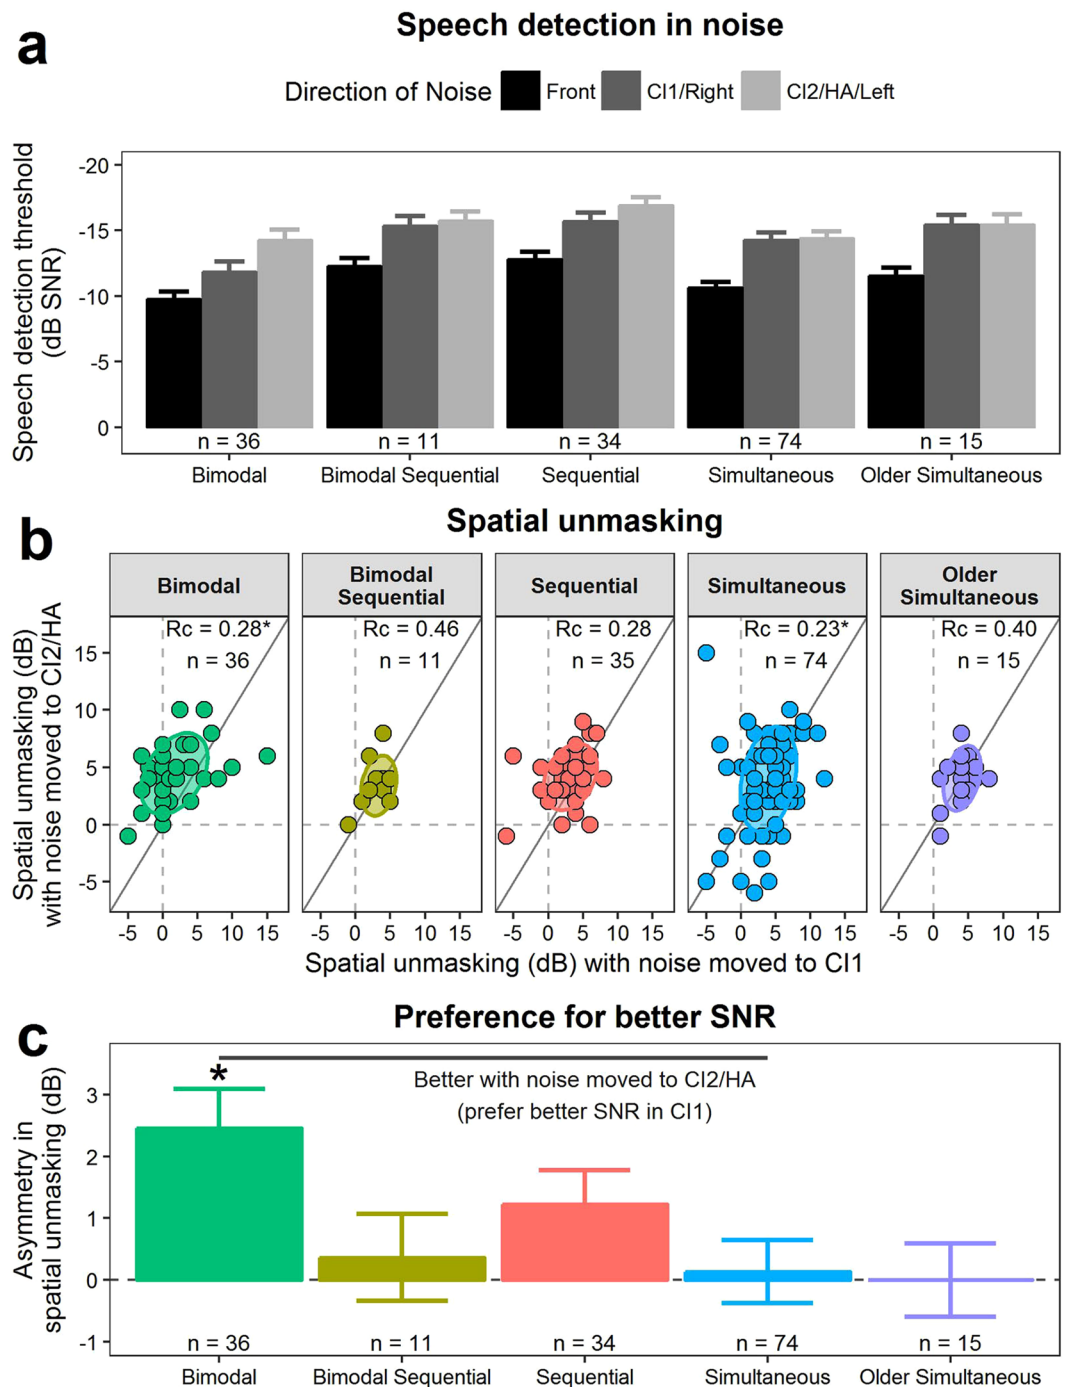 a
Speech detection in noise
Direction of Noise Front CI1/Right CI2/HA/Left
Speech detection threshold
(dB SNR)
-20
-15
-10
-5
0
n = 36 n = 11 n = 34 n = 74 n = 15
Bimodal Bimodal Sequential Sequential Simultaneous Older Simultaneous
b
Spatial unmasking
Spatial unmasking (dB)
with noise moved to CI2/HA
Bimodal
Bimodal
Sequential
Sequential
Simultaneous
Older
Simultaneous
Rc = 0.28* Rc = 0.46 Rc = 0.28 Rc = 0.23* Rc = 0.40
n = 36 n = 11 n = 35 n = 74 n = 15
15
10
5
0
-5
-5 0 5 10 15 -5 0 5 10 15 -5 0 5 10 15 -5 0 5 10 15 -5 0 5 10 15
Spatial unmasking (dB) with noise moved to CI1
c
Preference for better SNR
Asymmetry in
spatial unmasking (dB)
*
Better with noise moved to CI2/HA
(prefer better SNR in CI1)
3
2
1
0
-1
n = 36 n = 11 n = 34 n = 74 n = 15
Bimodal Bimodal Sequential Sequential Simultaneous Older Simultaneous